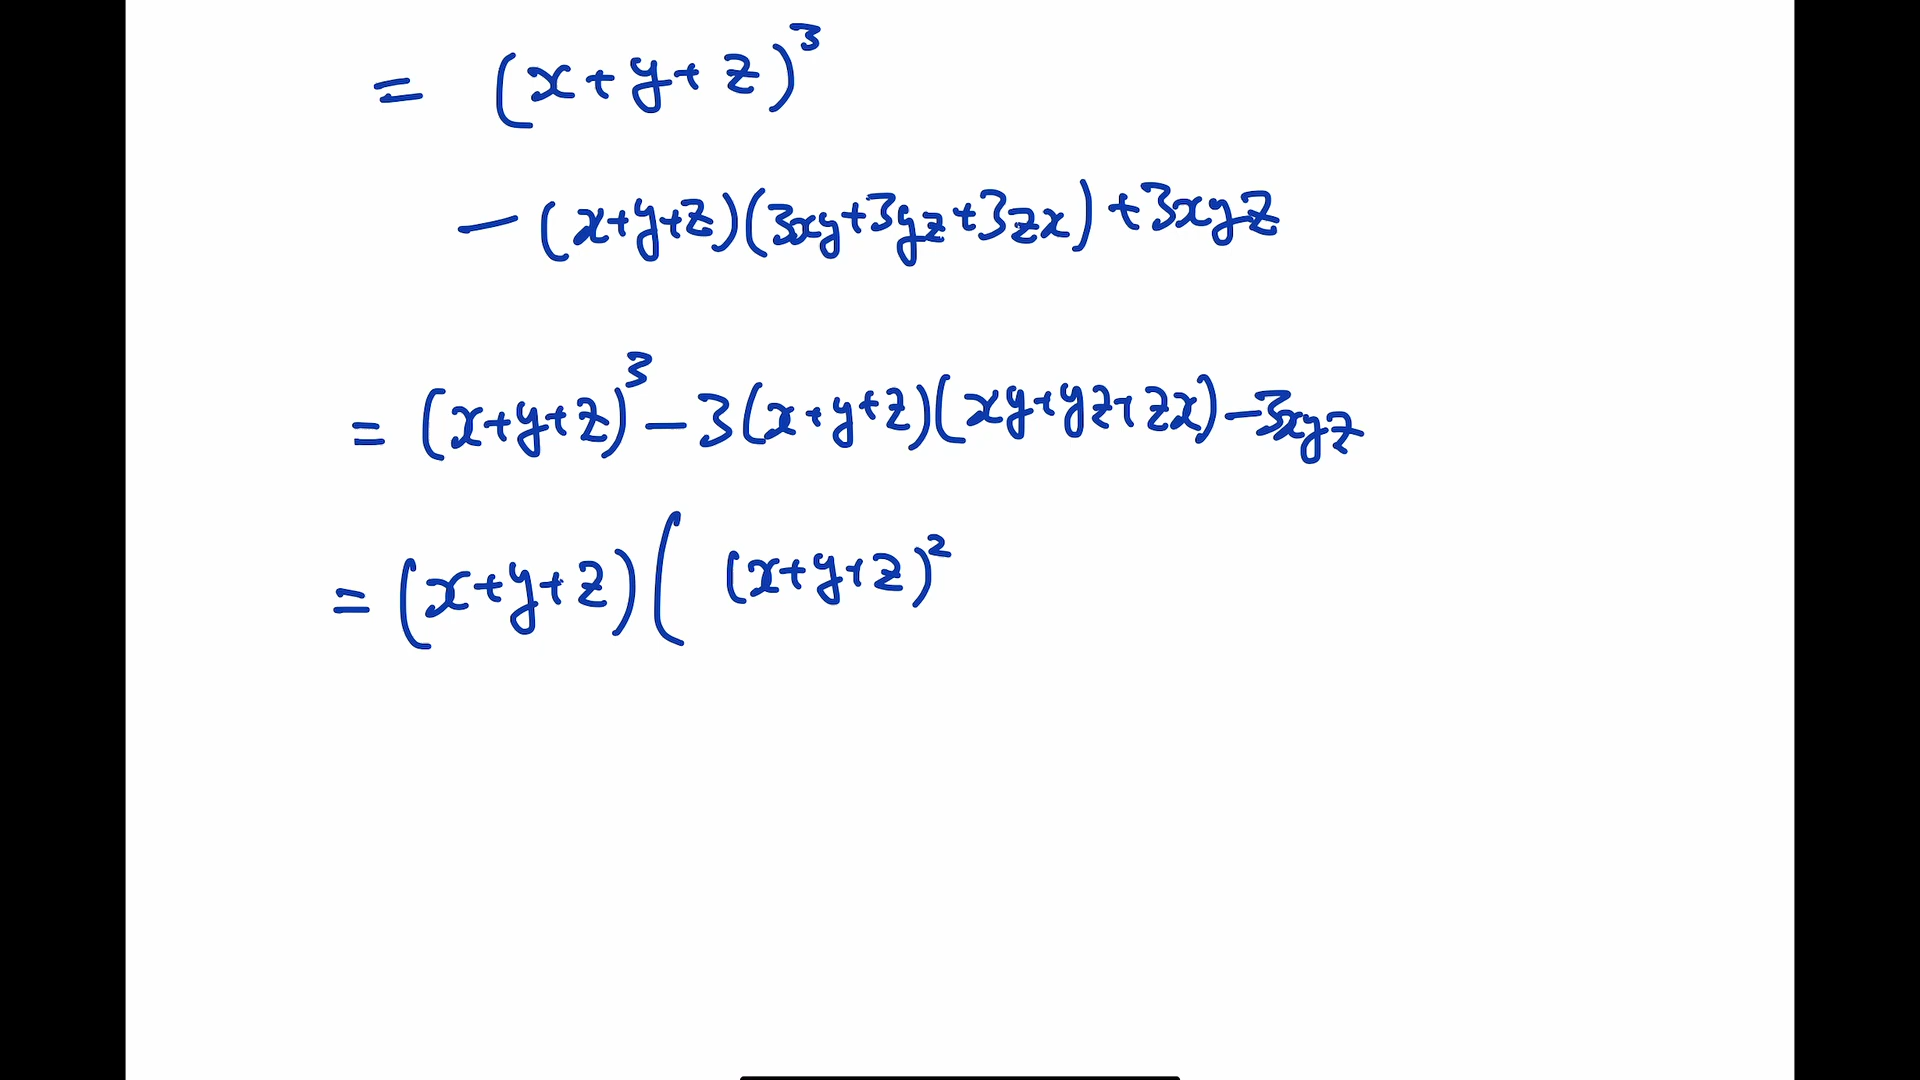 = (x+y+z)³
− (x+y+z)(3xy+3yz+3zx) +3xyz
= (x+y+z)³ − 3(x+y+z)(xy+yz+zx) −3xyz
= (x+y+z)( (x+y+z)²